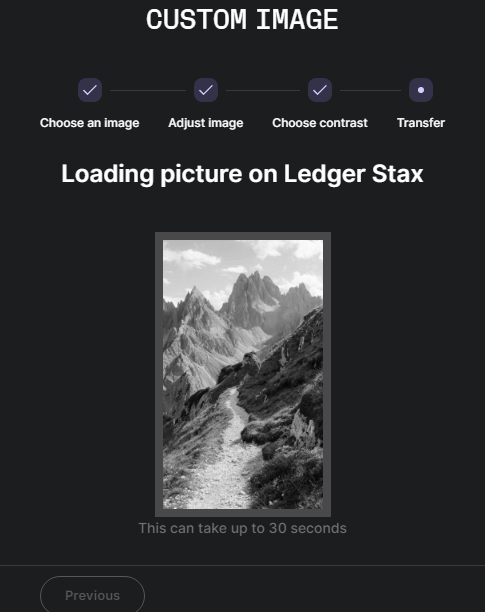 CUSTOM IMAGE
Choose an image
Adjust image
Choose contrast
Transfer
Loading picture on Ledger Stax
This can take up to 30 seconds
Previous